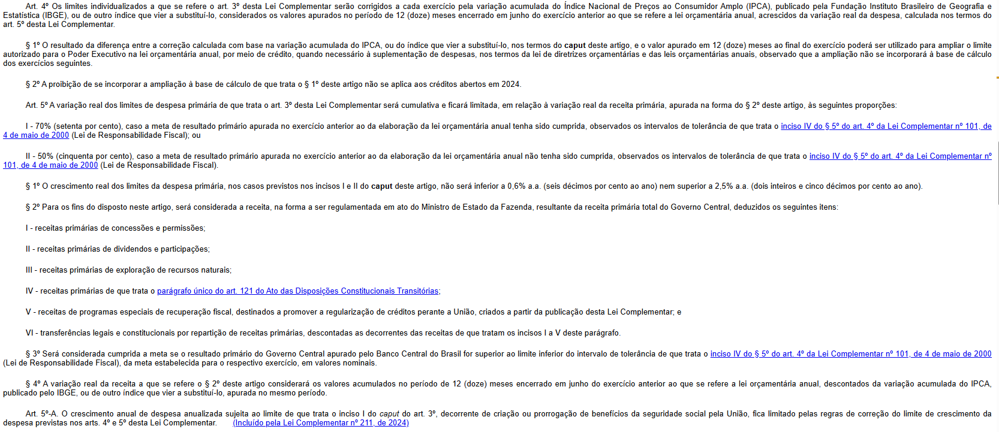 Art. 4º Os limites individualizados a que se refere o art. 3º desta Lei Complementar serão corrigidos a cada exercício pela variação acumulada do Índice Nacional de Preços ao Consumidor Amplo (IPCA), publicado pela Fundação Instituto Brasileiro de Geografia e
Estatística (IBGE), ou de outro índice que vier a substituí-lo, considerados os valores apurados no período de 12 (doze) meses encerrado em junho do exercício anterior ao que se refere a lei orçamentária anual, acrescidos da variação real da despesa, calculada nos termos do
art. 5º desta Lei Complementar.
§ 1º O resultado da diferença entre a correção calculada com base na variação acumulada do IPCA, ou do índice que vier a substituí-lo, nos termos do caput deste artigo, e o valor apurado em 12 (doze) meses ao final do exercício poderá ser utilizado para ampliar o limite
autorizado para o Poder Executivo na lei orçamentária anual, por meio de crédito, quando necessário à suplementação de despesas, nos termos da lei de diretrizes orçamentárias e das leis orçamentárias anuais, observado que a ampliação não se incorporará à base de cálculo
dos exercícios seguintes.
§ 2º A proibição de se incorporar a ampliação à base de cálculo de que trata o § 1º deste artigo não se aplica aos créditos abertos em 2024.
Art. 5º A variação real dos limites de despesa primária de que trata o art. 3º desta Lei Complementar será cumulativa e ficará limitada, em relação à variação real da receita primária, apurada na forma do § 2º deste artigo, às seguintes proporções:
I - 70% (setenta por cento), caso a meta de resultado primário apurada no exercício anterior ao da elaboração da lei orçamentária anual tenha sido cumprida, observados os intervalos de tolerância de que trata o inciso IV do § 5º do art. 4º da Lei Complementar nº 101, de
4 de maio de 2000 (Lei de Responsabilidade Fiscal); ou
II - 50% (cinquenta por cento), caso a meta de resultado primário apurada no exercício anterior ao da elaboração da lei orçamentária anual não tenha sido cumprida, observados os intervalos de tolerância de que trata o inciso IV do § 5º do art. 4º da Lei Complementar nº
101, de 4 de maio de 2000 (Lei de Responsabilidade Fiscal).
§ 1º O crescimento real dos limites da despesa primária, nos casos previstos nos incisos I e II do caput deste artigo, não será inferior a 0,6% a.a. (seis décimos por cento ao ano) nem superior a 2,5% a.a. (dois inteiros e cinco décimos por cento ao ano).
§ 2º Para os fins do disposto neste artigo, será considerada a receita, na forma a ser regulamentada em ato do Ministro de Estado da Fazenda, resultante da receita primária total do Governo Central, deduzidos os seguintes itens:
I - receitas primárias de concessões e permissões;
II - receitas primárias de dividendos e participações;
III - receitas primárias de exploração de recursos naturais;
IV - receitas primárias de que trata o parágrafo único do art. 121 do Ato das Disposições Constitucionais Transitórias;
V - receitas de programas especiais de recuperação fiscal, destinados a promover a regularização de créditos perante a União, criados a partir da publicação desta Lei Complementar; e
VI - transferências legais e constitucionais por repartição de receitas primárias, descontadas as decorrentes das receitas de que tratam os incisos I a V deste parágrafo.
§ 3º Será considerada cumprida a meta se o resultado primário do Governo Central apurado pelo Banco Central do Brasil for superior ao limite inferior do intervalo de tolerância de que trata o inciso IV do § 5º do art. 4º da Lei Complementar nº 101, de 4 de maio de 2000
(Lei de Responsabilidade Fiscal), da meta estabelecida para o respectivo exercício, em valores nominais.
§ 4º A variação real da receita a que se refere o § 2º deste artigo considerará os valores acumulados no período de 12 (doze) meses encerrado em junho do exercício anterior ao que se refere a lei orçamentária anual, descontados da variação acumulada do IPCA,
publicado pelo IBGE, ou de outro índice que vier a substituí-lo, apurada no mesmo período.
Art. 5º-A. O crescimento anual de despesa anualizada sujeita ao limite de que trata o inciso I do caput do art. 3º, decorrente de criação ou prorrogação de benefícios da seguridade social pela União, fica limitado pelas regras de correção do limite de crescimento da
despesa previstas nos arts. 4º e 5º desta Lei Complementar. (Incluído pela Lei Complementar nº 211, de 2024)